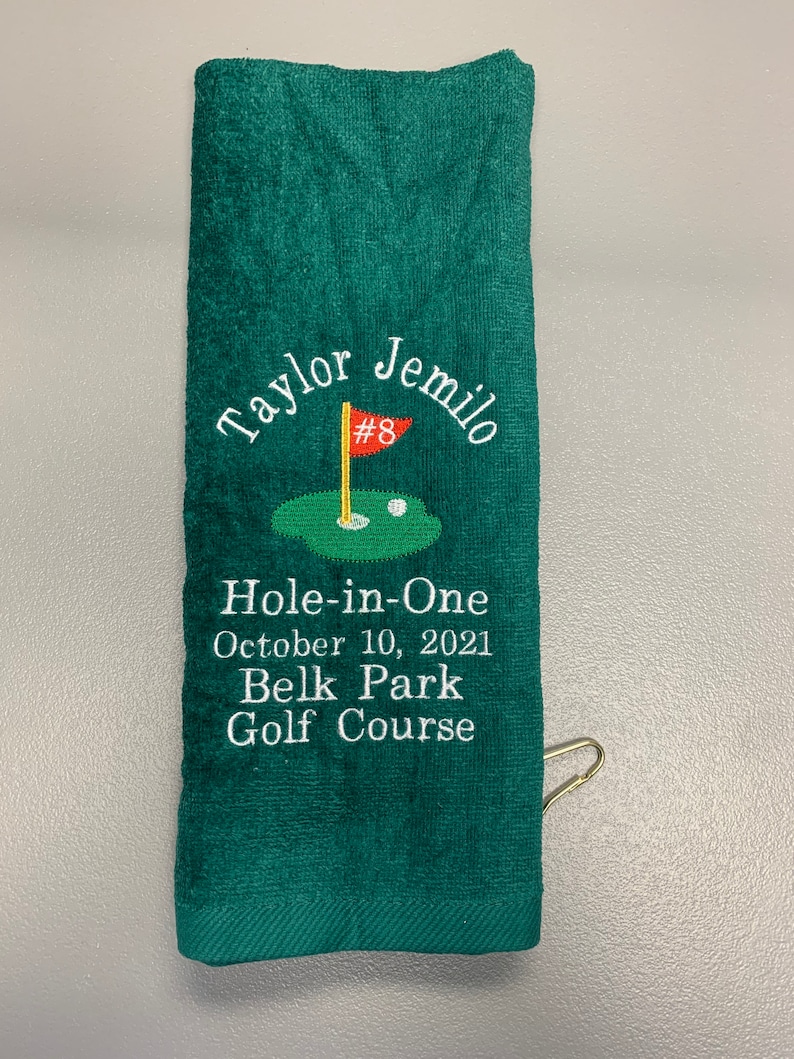 Taylor Jemilo
#8
Hole-in-One
October 10, 2021
Belk Park
Golf Course